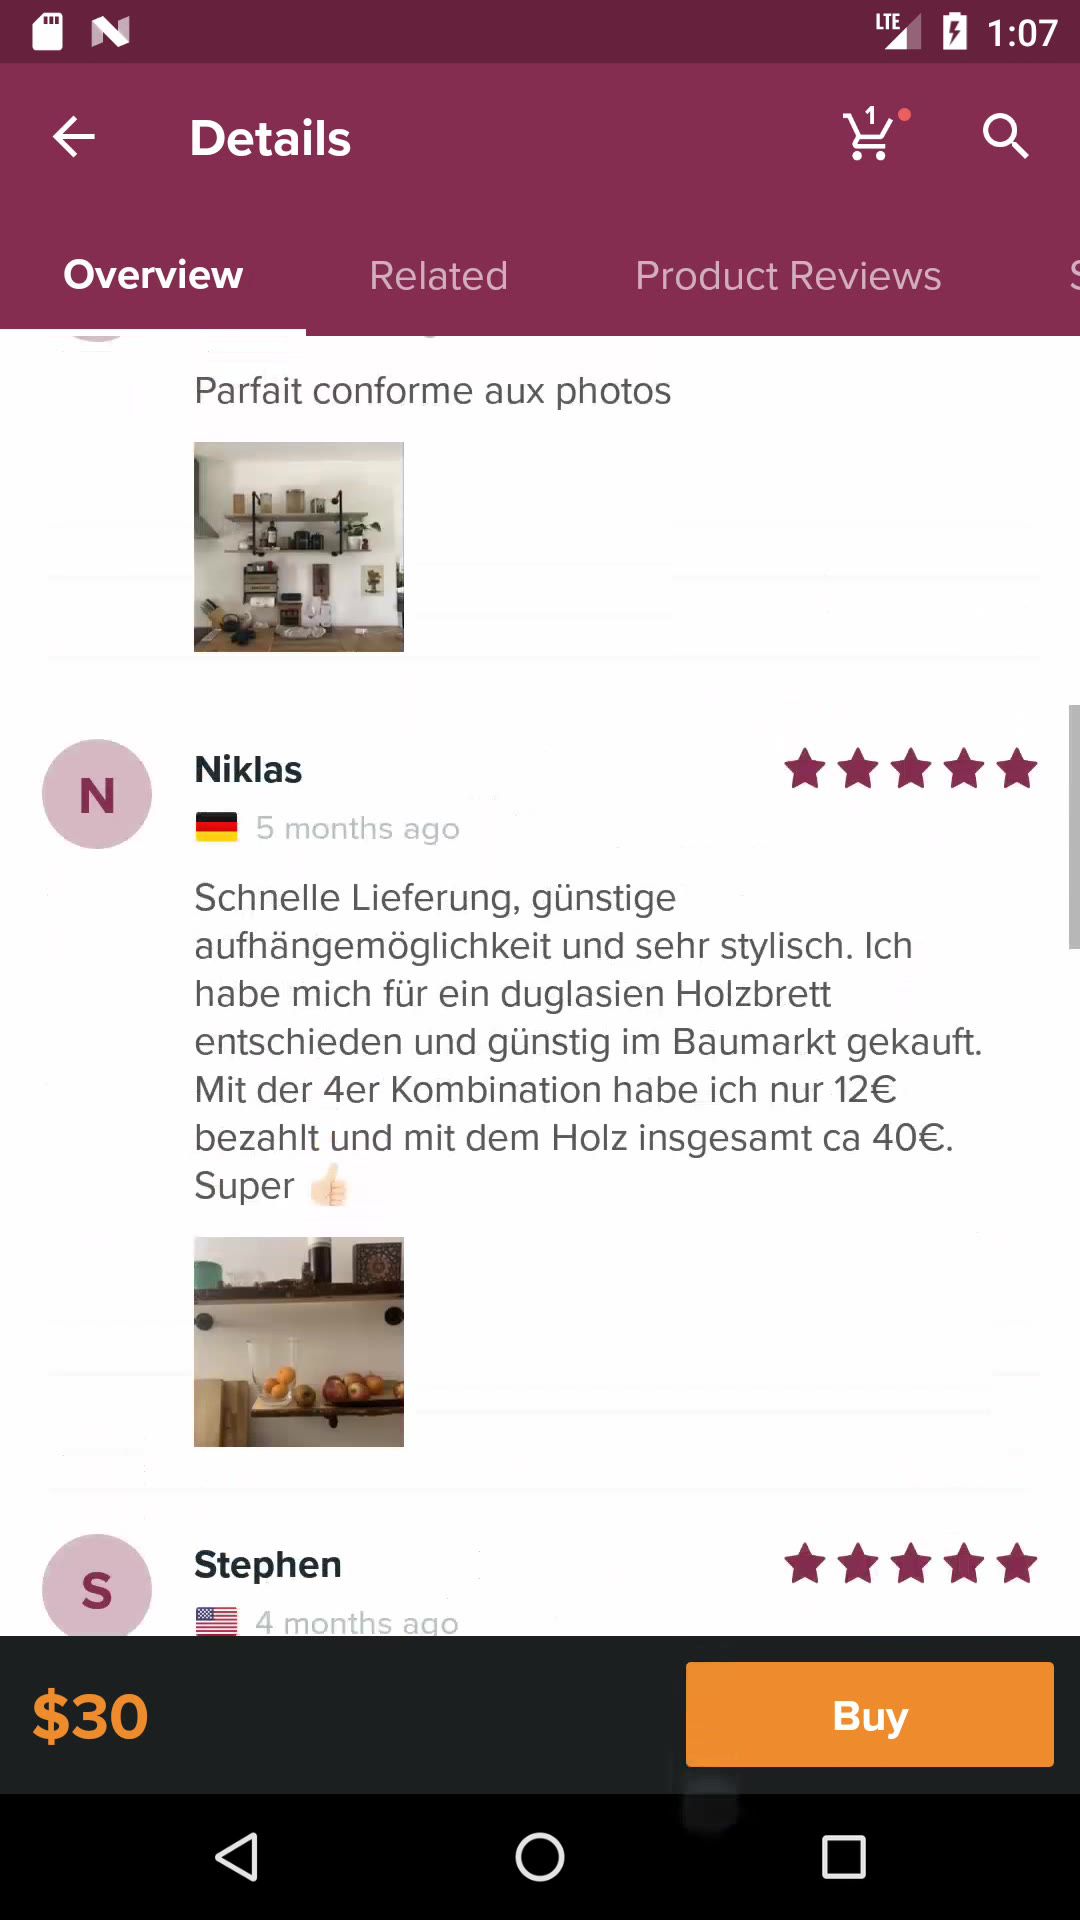 LTE 1:07
Details
1
Overview Related Product Reviews S
Parfait conforme aux photos
N
Niklas
5 months ago
Schnelle Lieferung, günstige
aufhängemöglichkeit und sehr stylisch. Ich
habe mich für ein duglasien Holzbrett
entschieden und günstig im Baumarkt gekauft.
Mit der 4er Kombination habe ich nur 12€
bezahlt und mit dem Holz insgesamt ca 40€.
Super 👍🏻
S
Stephen
4 months ago
$30
Buy